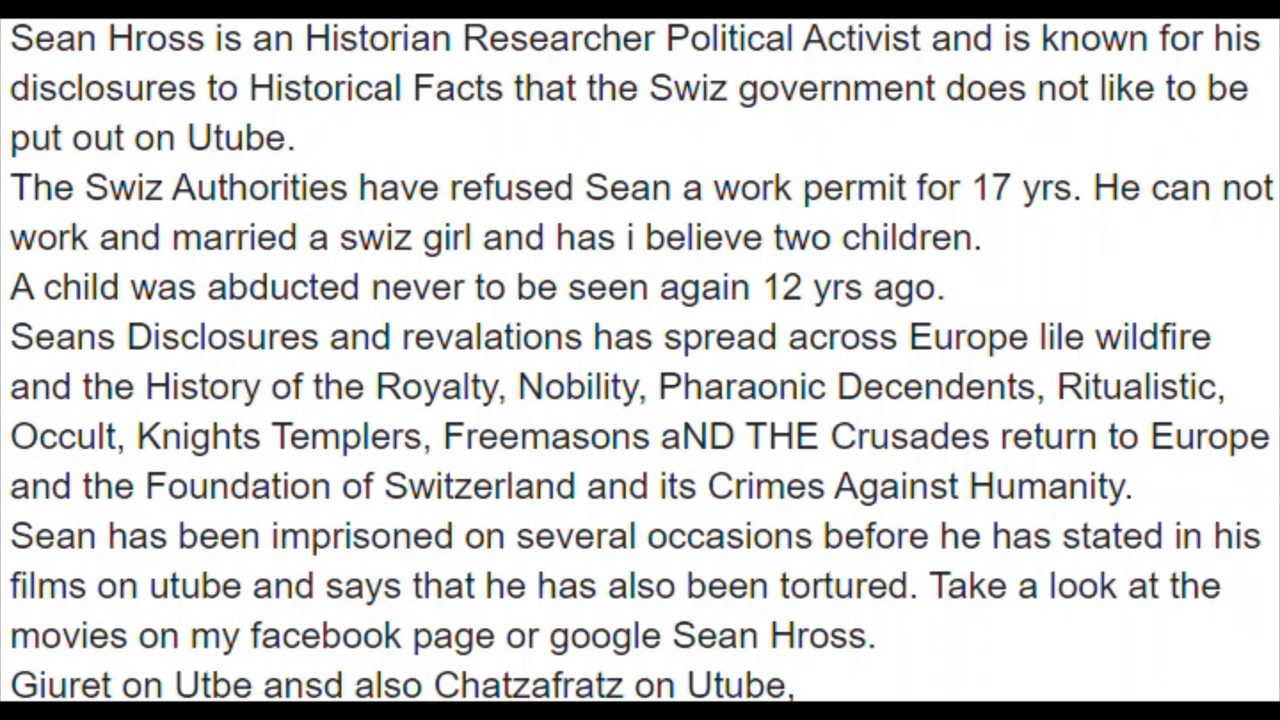 Sean Hross is an Historian Researcher Political Activist and is known for his
disclosures to Historical Facts that the Swiz government does not like to be
put out on Utube.
The Swiz Authorities have refused Sean a work permit for 17 yrs. He can not
work and married a swiz girl and has i believe two children.
A child was abducted never to be seen again 12 yrs ago.
Seans Disclosures and revalations has spread across Europe lile wildfire
and the History of the Royalty, Nobility, Pharaonic Decendents, Ritualistic,
Occult, Knights Templers, Freemasons aND THE Crusades return to Europe
and the Foundation of Switzerland and its Crimes Against Humanity.
Sean has been imprisoned on several occasions before he has stated in his
films on utube and says that he has also been tortured. Take a look at the
movies on my facebook page or google Sean Hross.
Giuret on Utbe ansd also Chatzafratz on Utube,